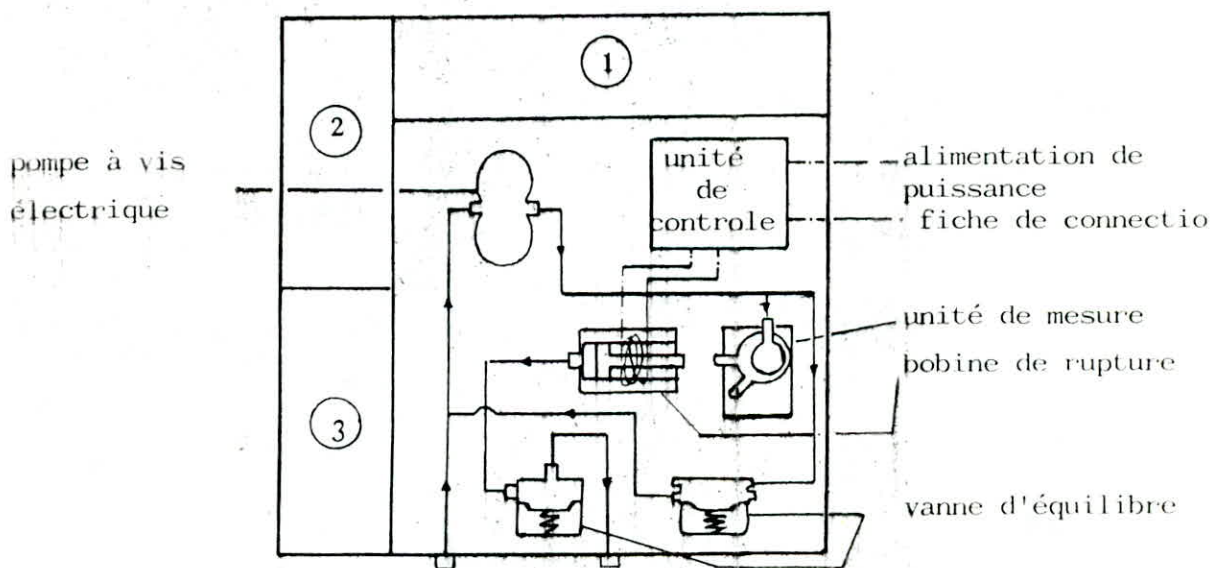 1
2
pompe à vis
électrique
unité
de
controle
alimentation de
puissance
fiche de connectio
unité de mesure
bobine de rupture
3
vanne d'équilibre